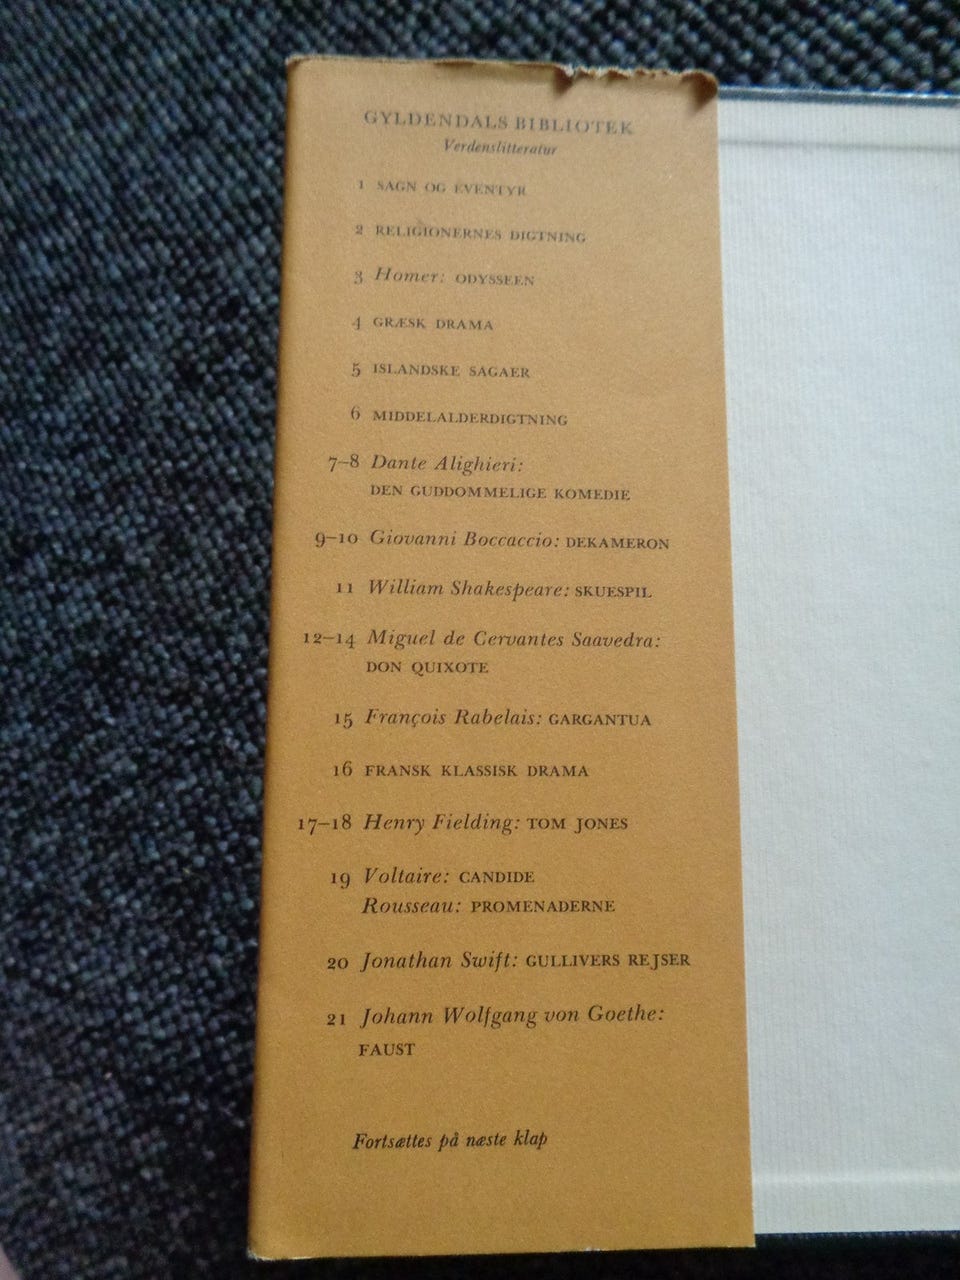 GYLDENDALS BIBLIOTEK
Verdenslitteratur
1 SAGN OG EVENTYR
2 RELIGIONERNES DIGTNING
3 Homer: ODYSSEEN
4 GRÆSK DRAMA
5 ISLANDSKE SAGAER
6 MIDDELALDERDIGTNING
7–8 Dante Alighieri:
DEN GUDDOMMELIGE KOMEDIE
9–10 Giovanni Boccaccio: DEKAMERON
11 William Shakespeare: SKUESPIL
12–14 Miguel de Cervantes Saavedra:
DON QUIXOTE
15 François Rabelais: GARGANTUA
16 FRANSK KLASSISK DRAMA
17–18 Henry Fielding: TOM JONES
19 Voltaire: CANDIDE
Rousseau: PROMENADERNE
20 Jonathan Swift: GULLIVERS REJSER
21 Johann Wolfgang von Goethe:
FAUST
Fortsættes på næste klap